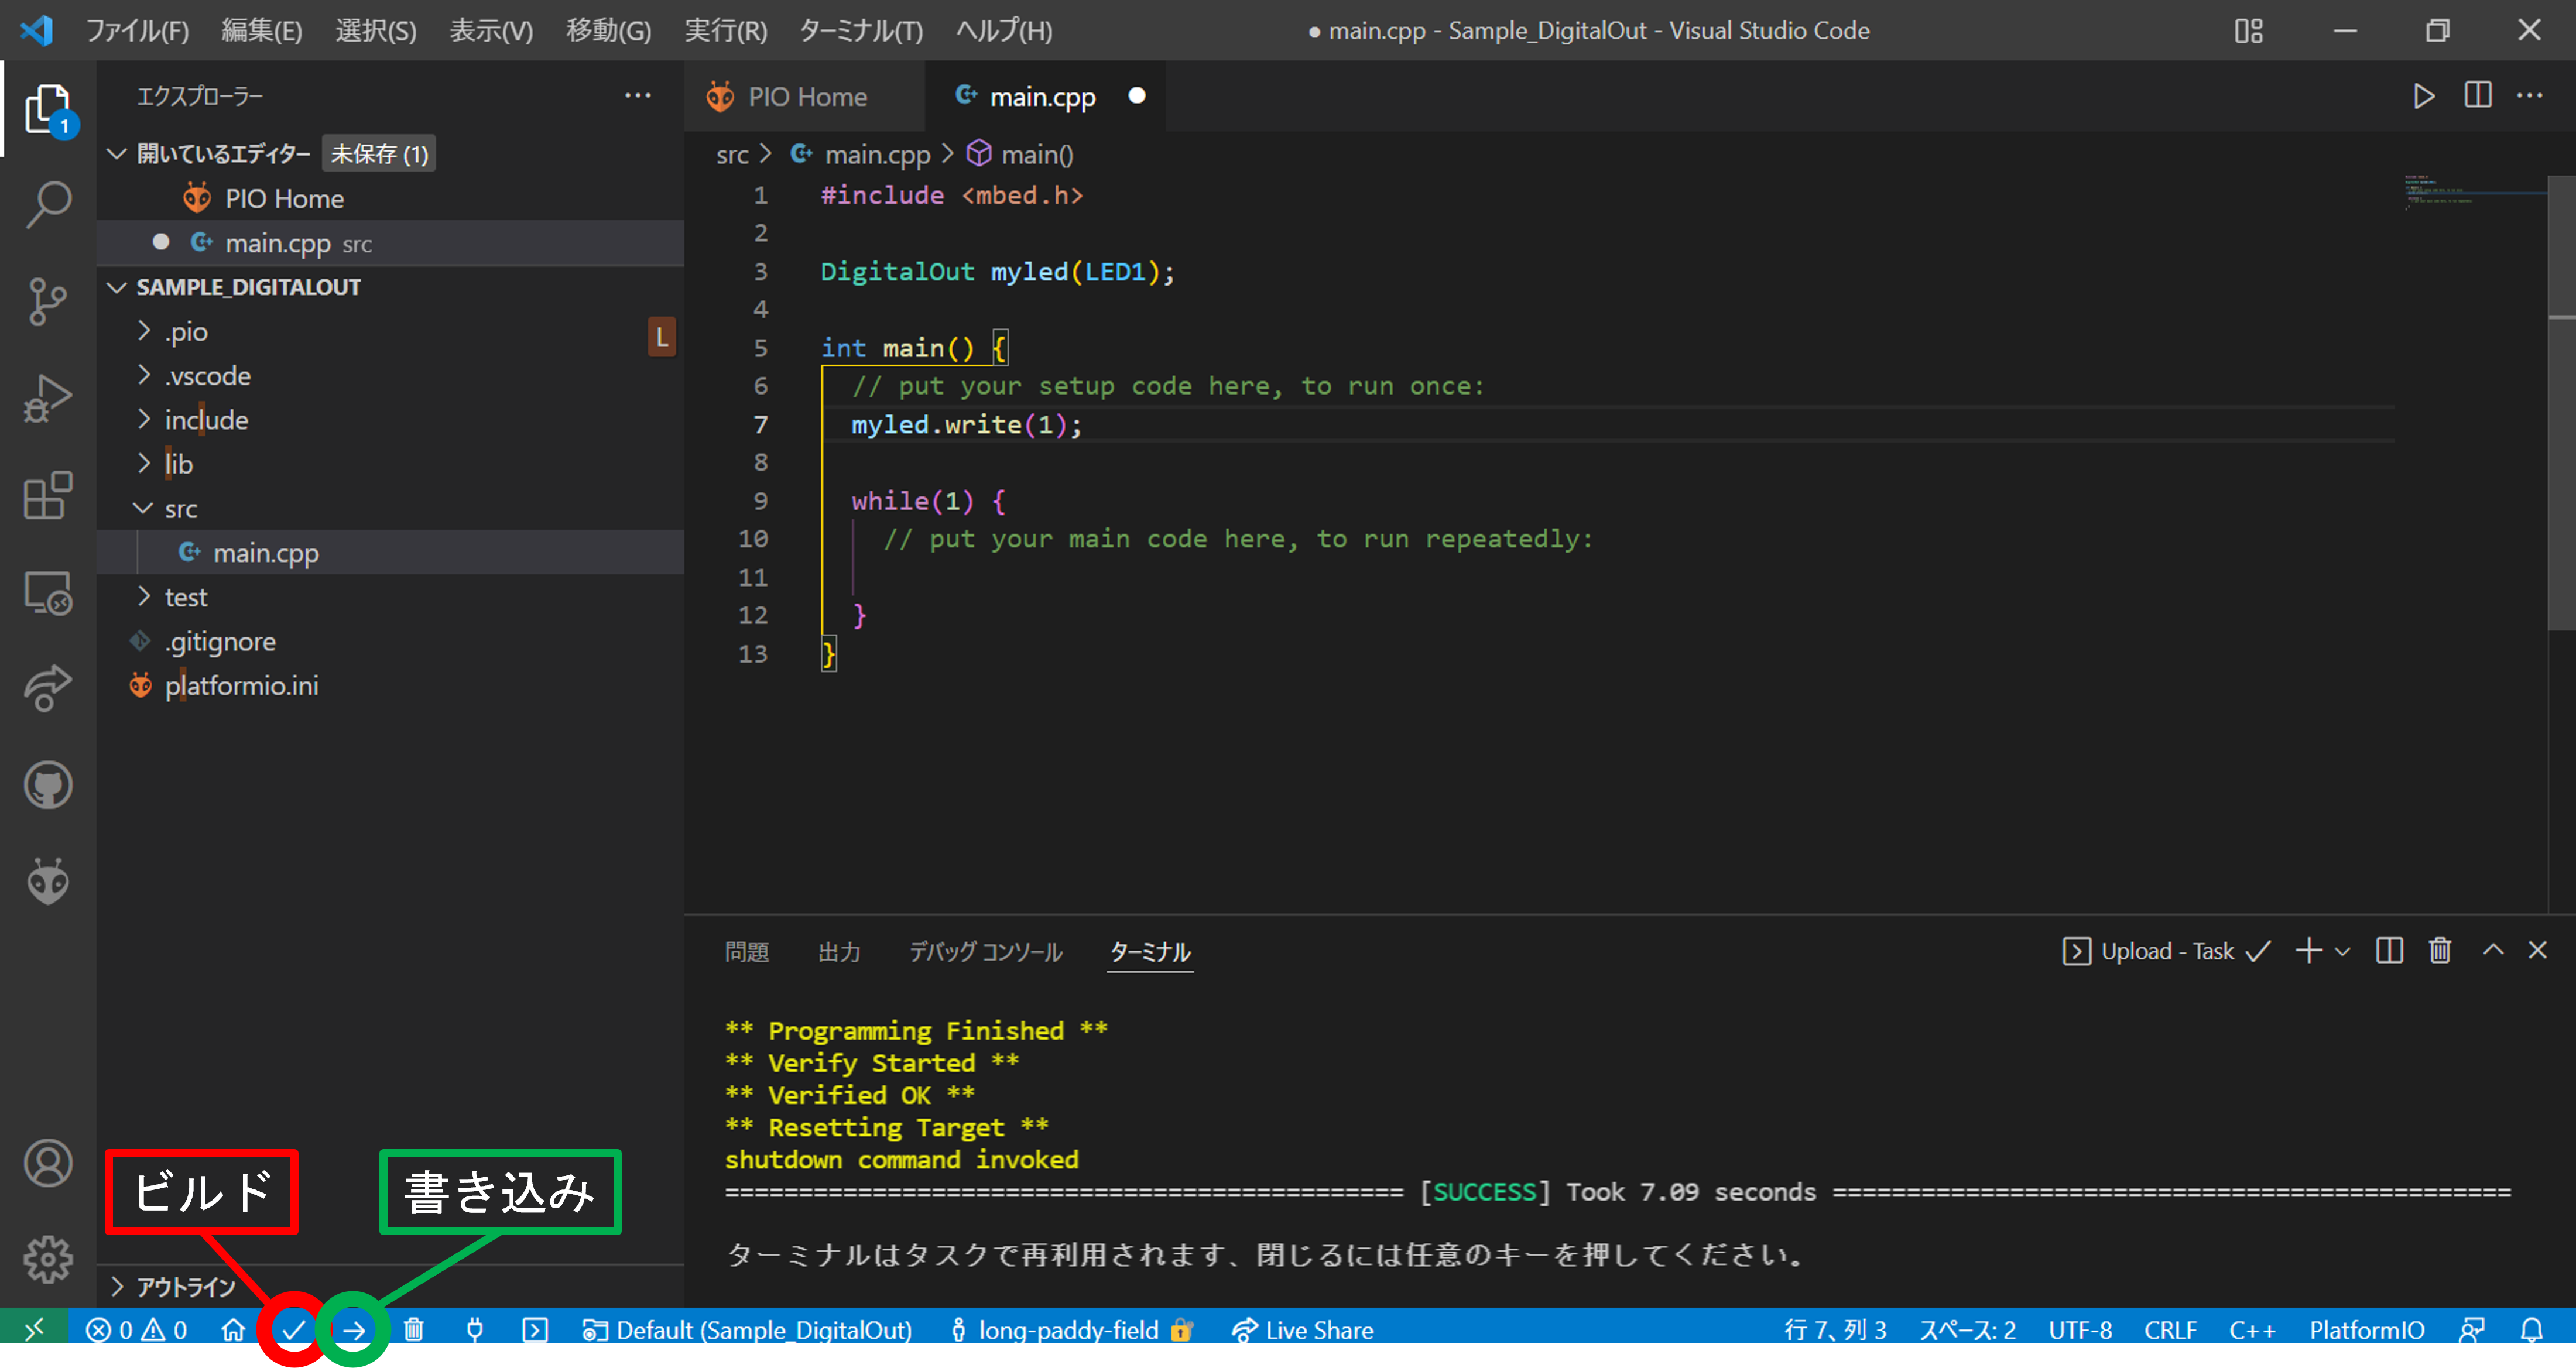 ファイル(F) 編集(E) 選択(S) 表示(V) 移動(G) 実行(R) ターミナル(T) ヘルプ(H) ● main.cpp - Sample_DigitalOut - Visual Studio Code
エクスプローラー
1
開いているエディター 未保存 (1)
PIO Home
main.cpp src
SAMPLE_DIGITALOUT
.pio
L
.vscode
include
lib
src
main.cpp
test
.gitignore
platformio.ini
アウトライン
PIO Home main.cpp
src > main.cpp > main()
1 #include <mbed.h>
2
3 DigitalOut myled(LED1);
4
5 int main() {
6 // put your setup code here, to run once:
7 myled.write(1);
8
9 while(1) {
10 // put your main code here, to run repeatedly:
11
12 }
13 }
問題 出力 デバッグ コンソール ターミナル Upload - Task
** Programming Finished **
** Verify Started **
** Verified OK **
** Resetting Target **
shutdown command invoked
============================================== [SUCCESS] Took 7.09 seconds ==============================================
ターミナルはタスクで再利用されます、閉じるには任意のキーを押してください。
ビルド
書き込み
0 0 Default (Sample_DigitalOut) long-paddy-field Live Share 行 7、列 3 スペース: 2 UTF-8 CRLF C++ PlatformIO